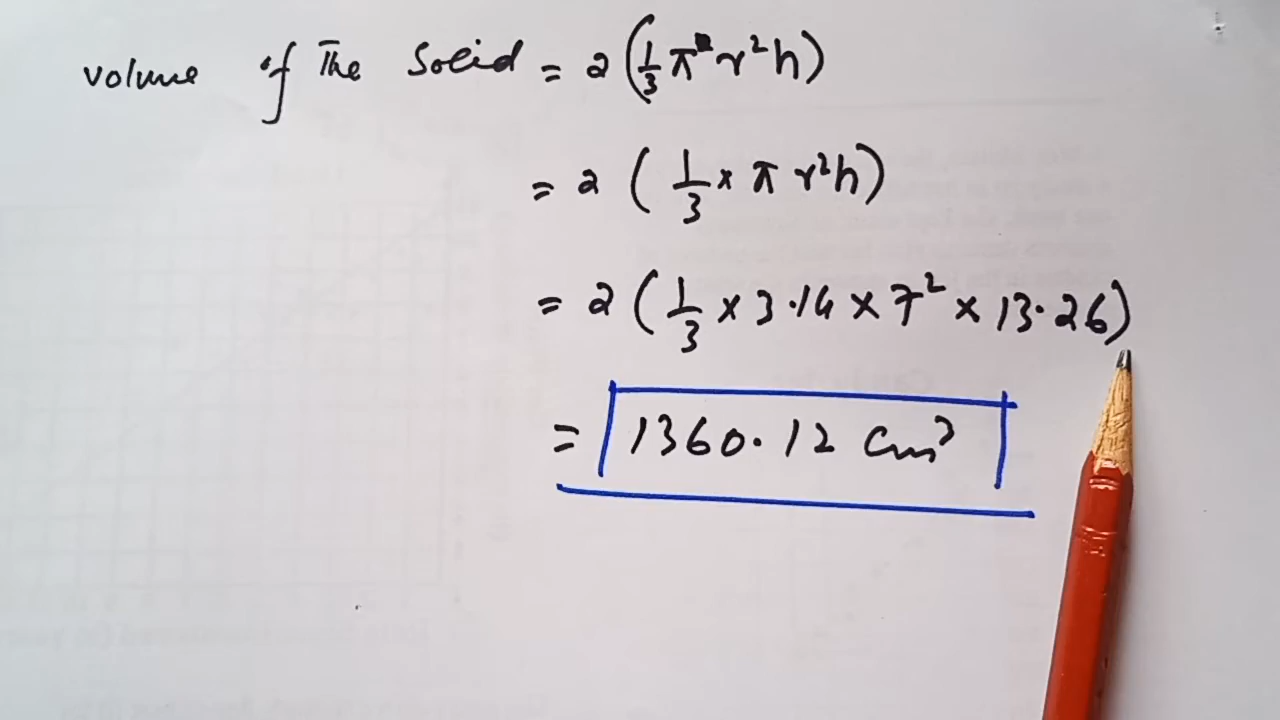 volume of The Solid = 2 (1/3 π r²h)
= 2 (1/3 × π r²h)
= 2 (1/3 × 3.14 × 7² × 13.26)
= 1360.12 cm³